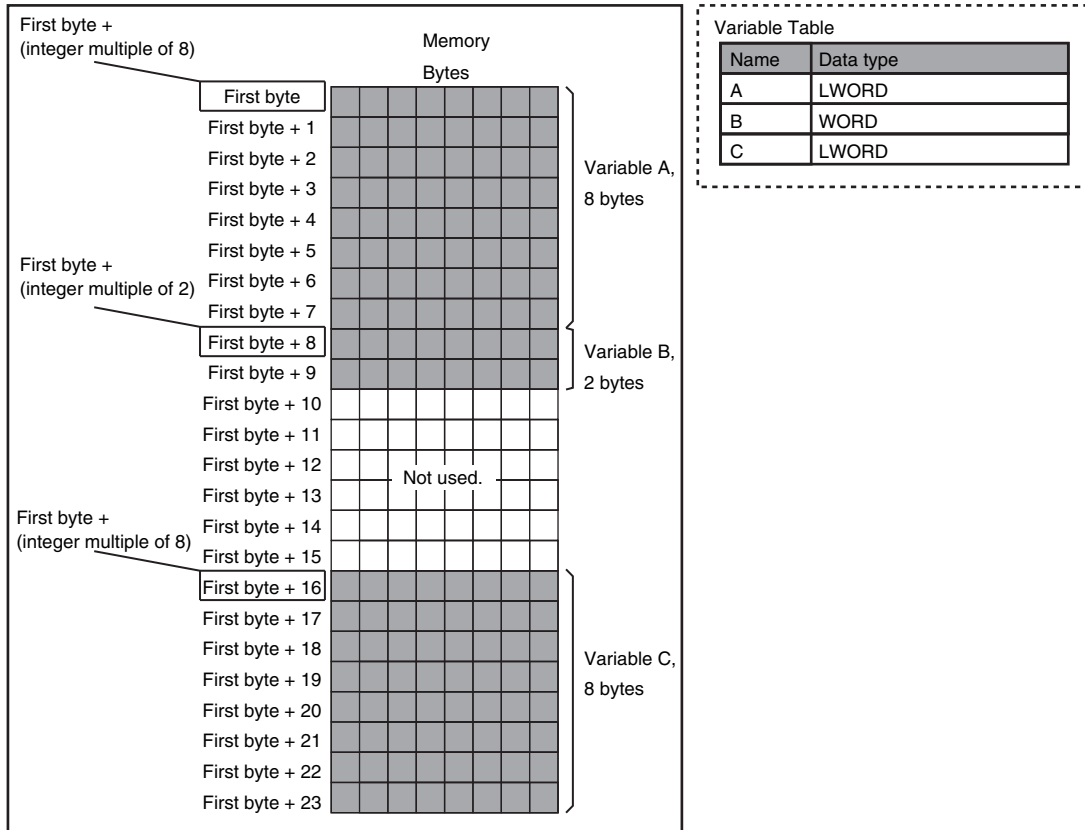 First byte +
(integer multiple of 8)
Memory
Bytes
First byte
First byte + 1
First byte + 2
First byte + 3
First byte + 4
First byte + 5
First byte + 6
First byte + 7
Variable A,
8 bytes
First byte +
(integer multiple of 2)
First byte + 8
First byte + 9
Variable B,
2 bytes
First byte + 10
First byte + 11
First byte + 12
First byte + 13
First byte + 14
First byte + 15
Not used.
First byte +
(integer multiple of 8)
First byte + 16
First byte + 17
First byte + 18
First byte + 19
First byte + 20
First byte + 21
First byte + 22
First byte + 23
Variable C,
8 bytes
Variable Table
Name Data type
A LWORD
B WORD
C LWORD